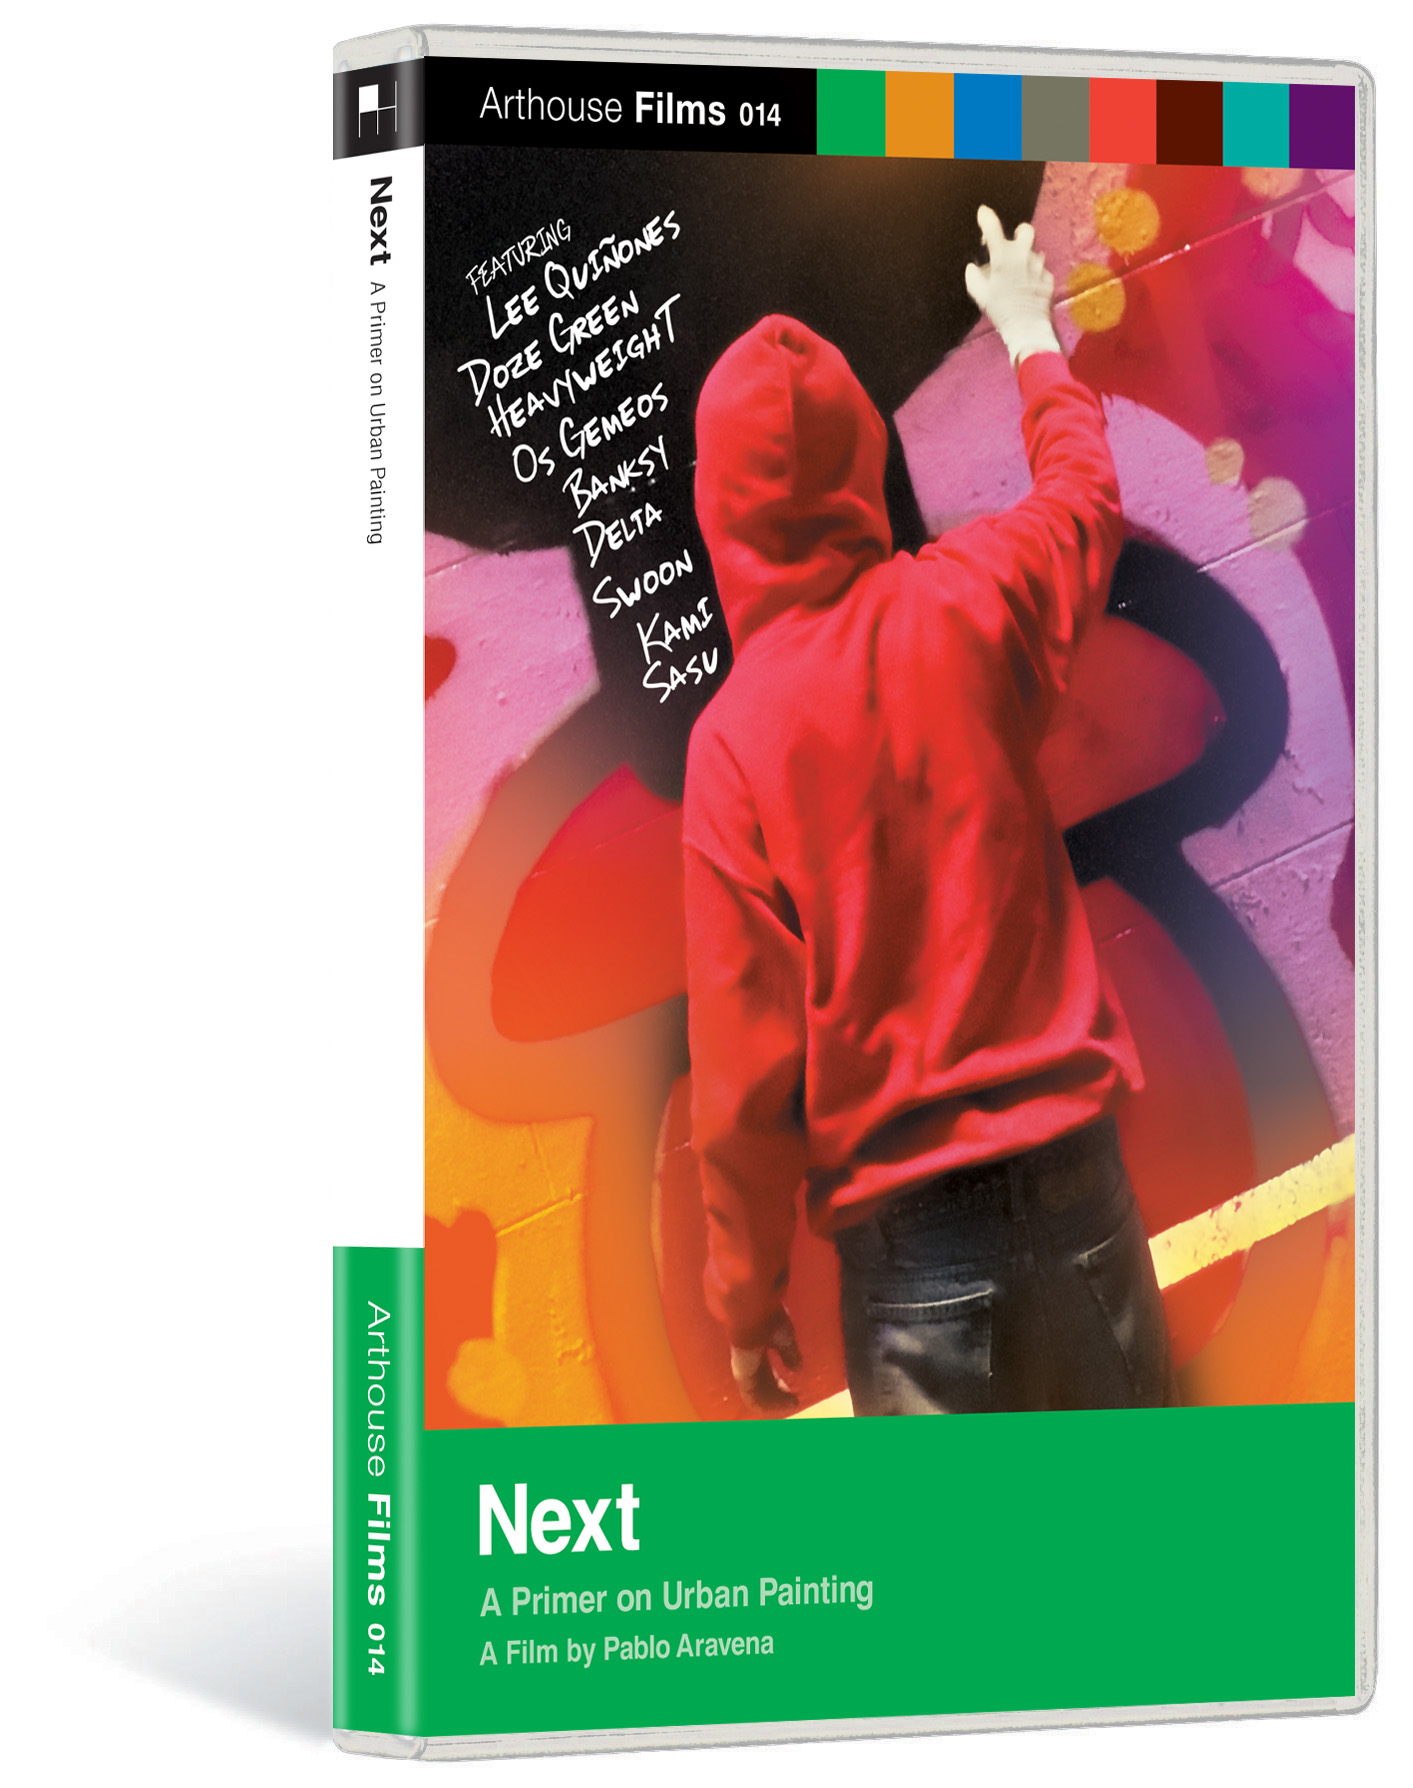 Arthouse Films 014
FEATURING
LEE QUIÑONES
DOZE GREEN
HEAVYWEIGHT
OS GEMEOS
BANKSY
DELTA
SWOON
KAMI
SASU
Next
A Primer on Urban Painting
A Film by Pablo Aravena
Next A Primer on Urban Painting
Arthouse Films 014